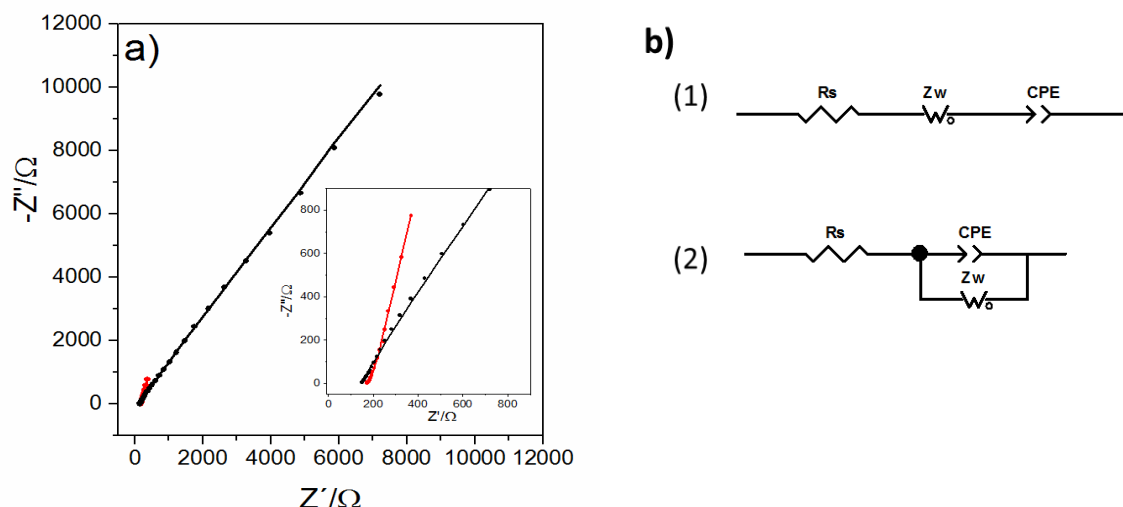 a)
12000
10000
8000
6000
4000
2000
0
-Z"/Ω
0 2000 4000 6000 8000 10000 12000
Z´/Ω
800
600
400
200
0
-Z"/Ω
0 200 400 600 800
Z'/Ω
b)
(1)
Rs Zw CPE
(2)
Rs CPE
Zw